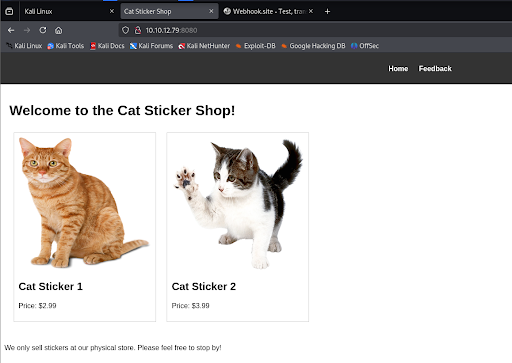 Kali Linux
Cat Sticker Shop
Webhook.site - Test, tran
10.10.12.79:8080
Kali Linux
Kali Tools
Kali Docs
Kali Forums
Kali NetHunter
Exploit-DB
Google Hacking DB
OffSec
Home
Feedback
Welcome to the Cat Sticker Shop!
Cat Sticker 1
Price: $2.99
Cat Sticker 2
Price: $3.99
We only sell stickers at our physical store. Please feel free to stop by!